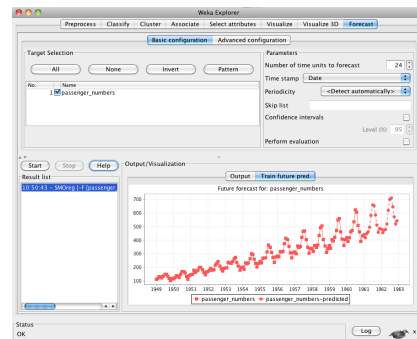 Weka Explorer
Preprocess Classify Cluster Associate Select attributes Visualize Visualize 3D Forecast
Basic configuration Advanced configuration
Target Selection
All None Invert Pattern
No. Name
1 passenger_numbers
Parameters
Number of time units to forecast 24
Time stamp Date
Periodicity <Detect automatically>
Skip list
Confidence intervals
Level (%) 95
Perform evaluation
Start Stop Help
Result list
10:50:43 - SMOreg [-F [passenger
Output/Visualization
Output Train future pred.
Future forecast for: passenger_numbers
700
600
500
400
300
200
100
1949 1950 1951 1952 1953 1954 1955 1956 1957 1958 1959 1960 1961 1962 1963
passenger_numbers passenger_numbers-predicted
Status
OK
Log x